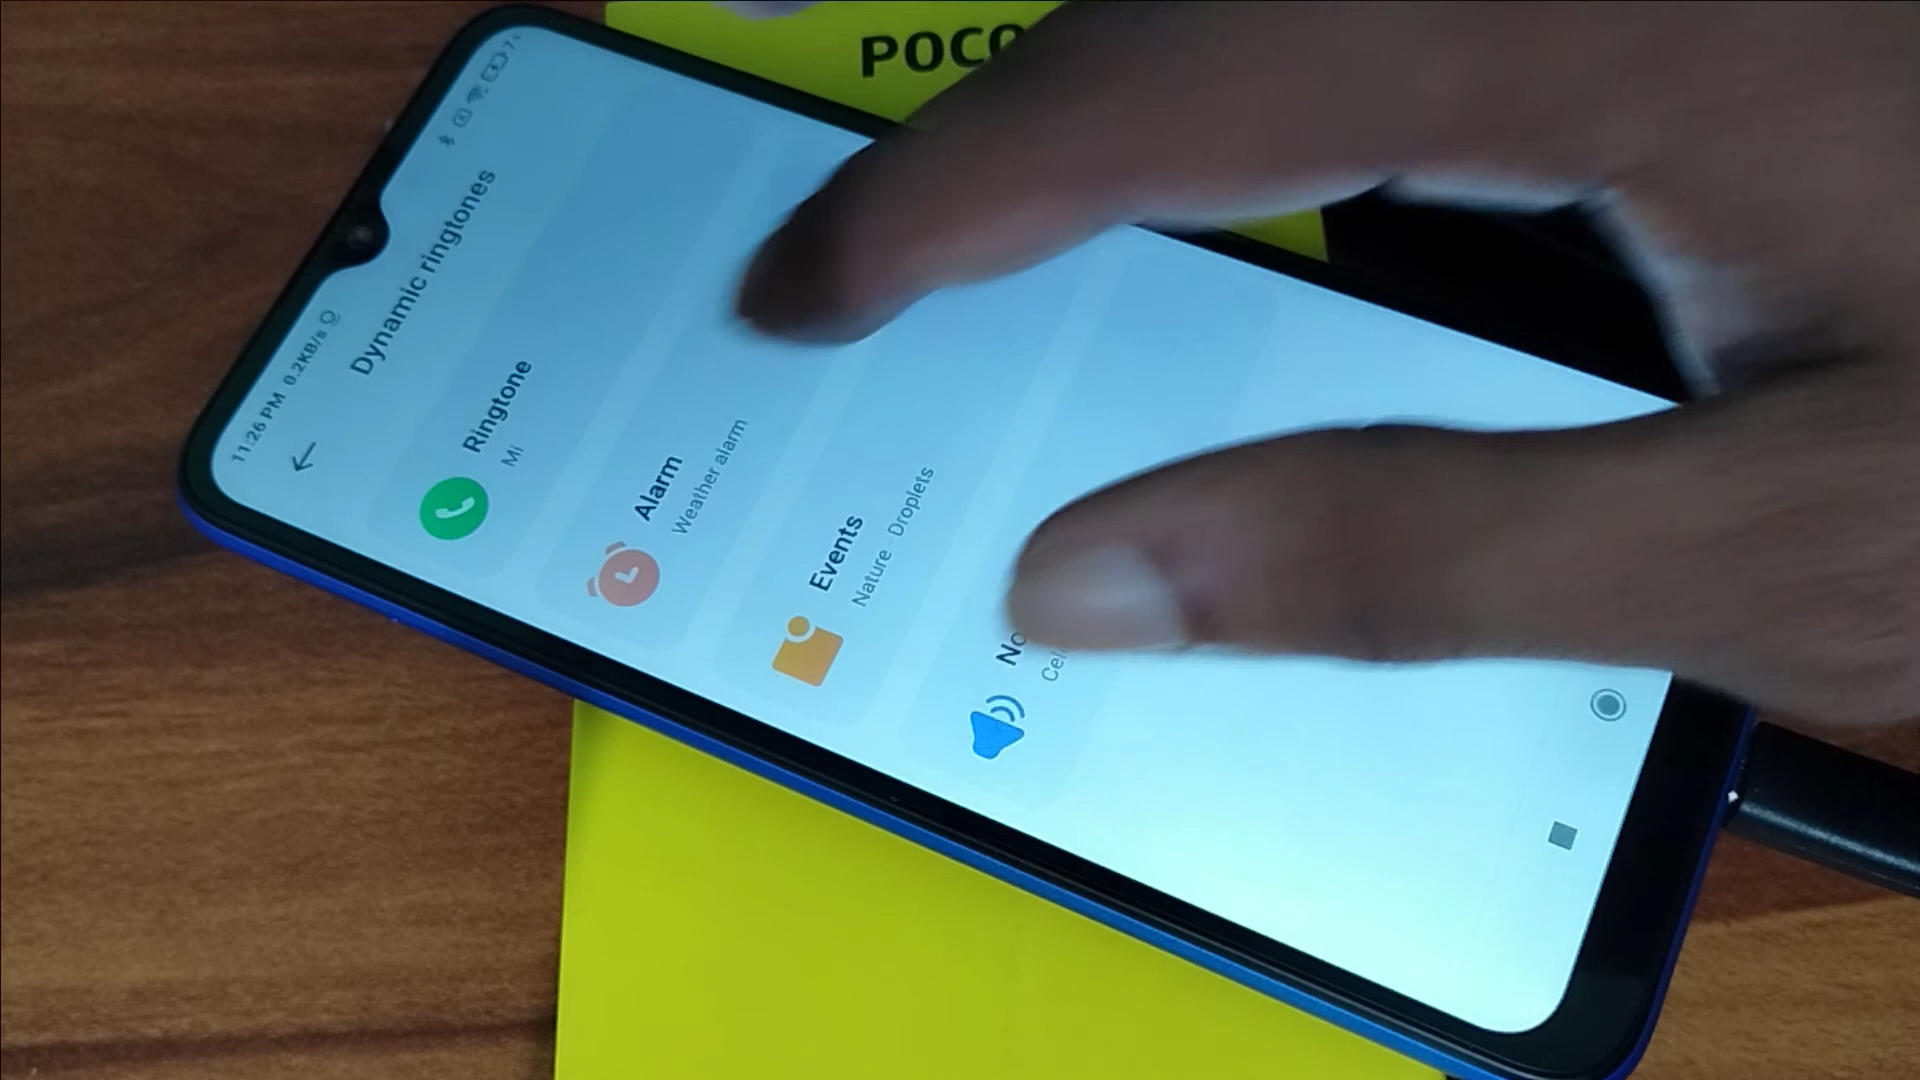 POCO
11:26 PM 0.2KB/s
Dynamic ringtones
Ringtone
Mi
Alarm
Weather alarm
Events
Nature · Droplets